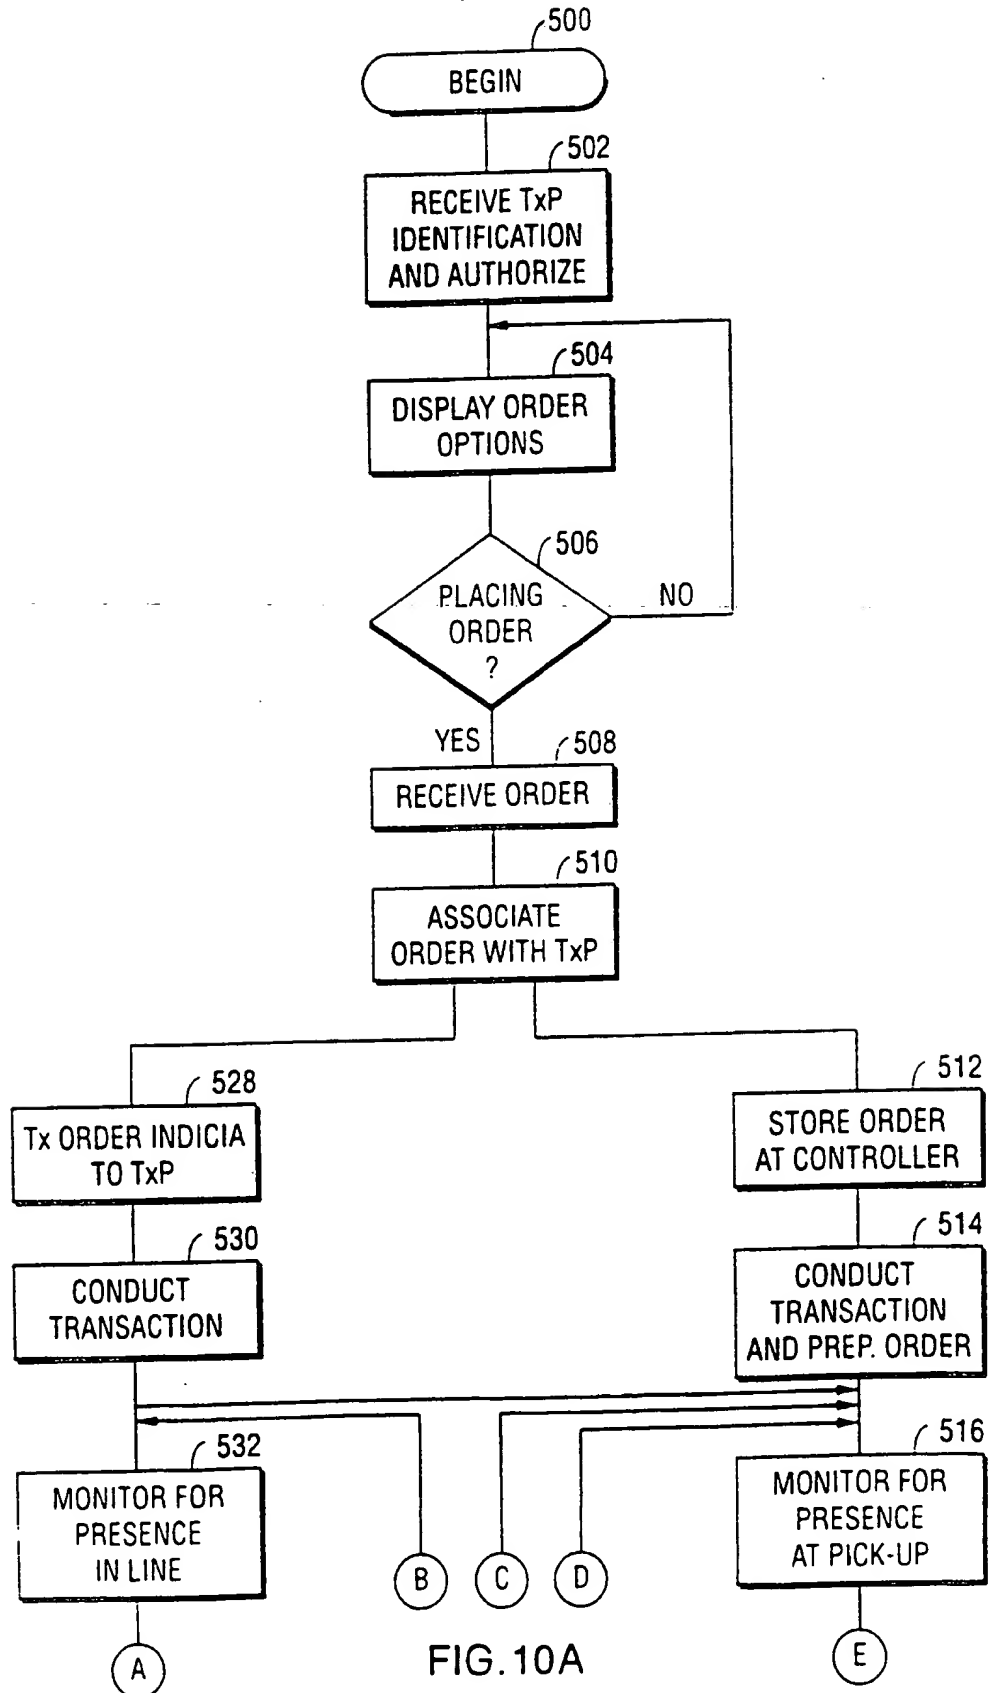 500
BEGIN
502
RECEIVE TxP
IDENTIFICATION
AND AUTHORIZE
504
DISPLAY ORDER
OPTIONS
506
PLACING
ORDER
?
NO
YES
508
RECEIVE ORDER
510
ASSOCIATE
ORDER WITH TxP
528
Tx ORDER INDICIA
TO TxP
530
CONDUCT
TRANSACTION
532
MONITOR FOR
PRESENCE
IN LINE
A
B
C
D
512
STORE ORDER
AT CONTROLLER
514
CONDUCT
TRANSACTION
AND PREP. ORDER
516
MONITOR FOR
PRESENCE
AT PICK-UP
E
FIG. 10A